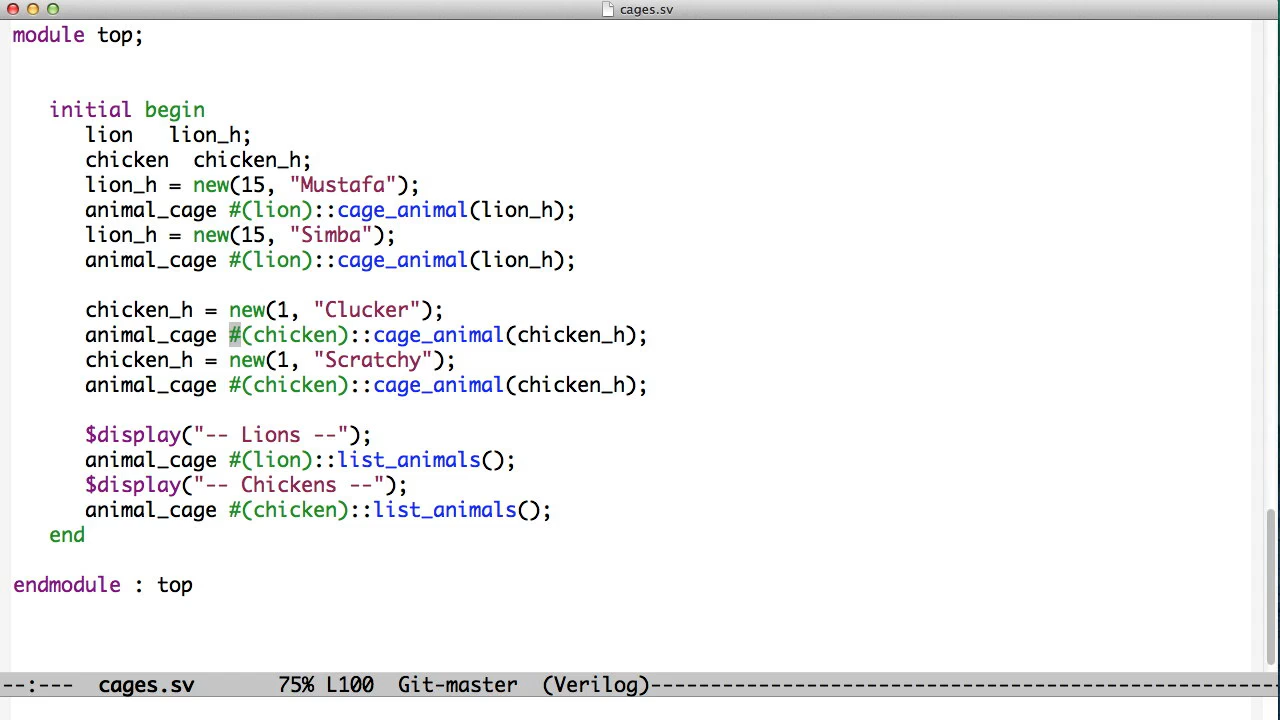 cages.sv
module top;
initial begin
lion lion_h;
chicken chicken_h;
lion_h = new(15, "Mustafa");
animal_cage #(lion)::cage_animal(lion_h);
lion_h = new(15, "Simba");
animal_cage #(lion)::cage_animal(lion_h);
chicken_h = new(1, "Clucker");
animal_cage #(chicken)::cage_animal(chicken_h);
chicken_h = new(1, "Scratchy");
animal_cage #(chicken)::cage_animal(chicken_h);
$display("-- Lions --");
animal_cage #(lion)::list_animals();
$display("-- Chickens --");
animal_cage #(chicken)::list_animals();
end
endmodule : top
--:--- cages.sv 75% L100 Git-master (Verilog)----------------------------------------------------